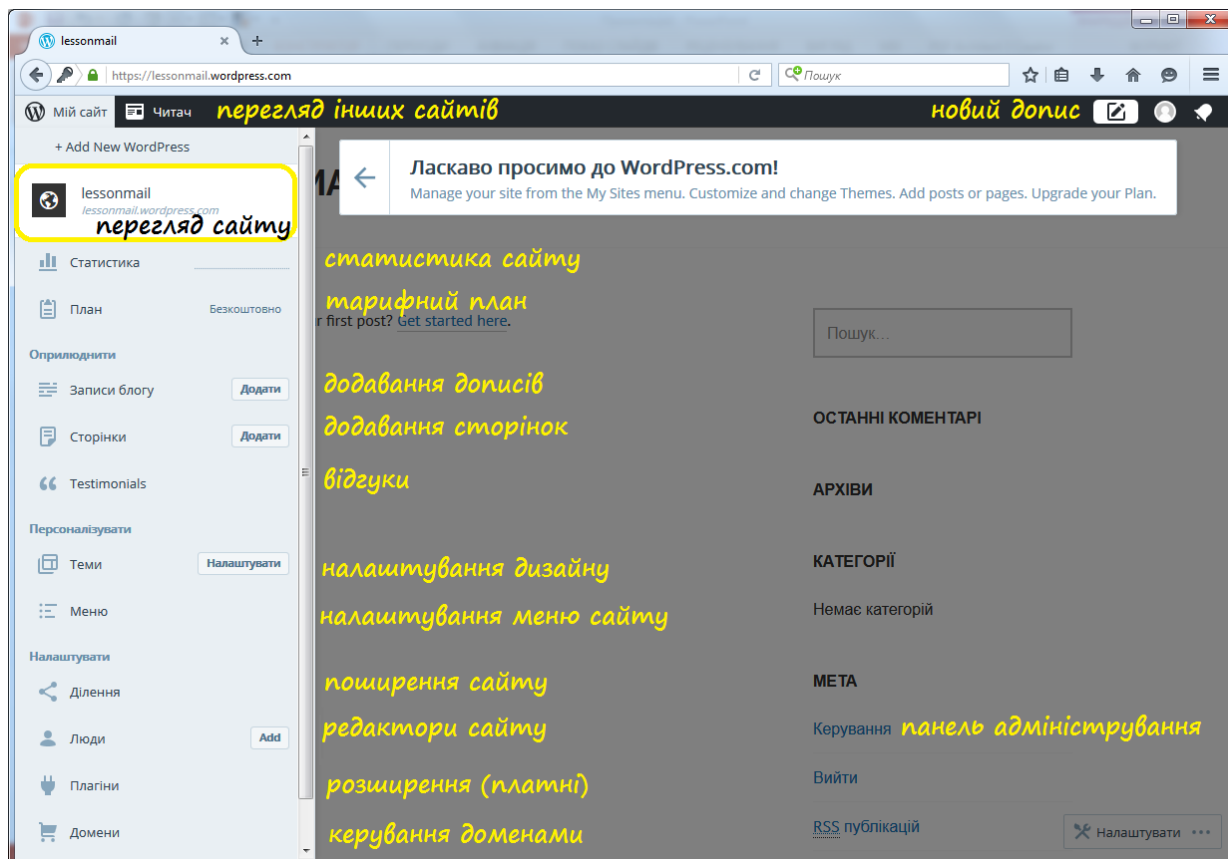 lessonmail
https://lessonmail.wordpress.com
Пошук
Мій сайт Читач перегляд інших сайтів новий допис
+ Add New WordPress
Ласкаво просимо до WordPress.com!
Manage your site from the My Sites menu. Customize and change Themes. Add posts or pages. Upgrade your Plan.
lessonmail
lessonmail.wordpress.com
перегляд сайту
Статистика статистика сайту
План Безкоштовно тарифний план
r first post? Get started here.
Пошук...
Оприлюднити
Записи блогу Додати додавання дописів
Сторінки Додати додавання сторінок
ОСТАННІ КОМЕНТАРІ
Testimonials відгуки
АРХІВИ
Персоналізувати
Теми Налаштувати налаштування дизайну
КАТЕГОРІЇ
Меню налаштування меню сайту
Немає категорій
Налаштувати
Ділення поширення сайту
МЕТА
Люди Add редактори сайту
Керування панель адміністрування
Плагіни розширення (платні)
Вийти
Домени керування доменами
RSS публікацій
Налаштувати ...